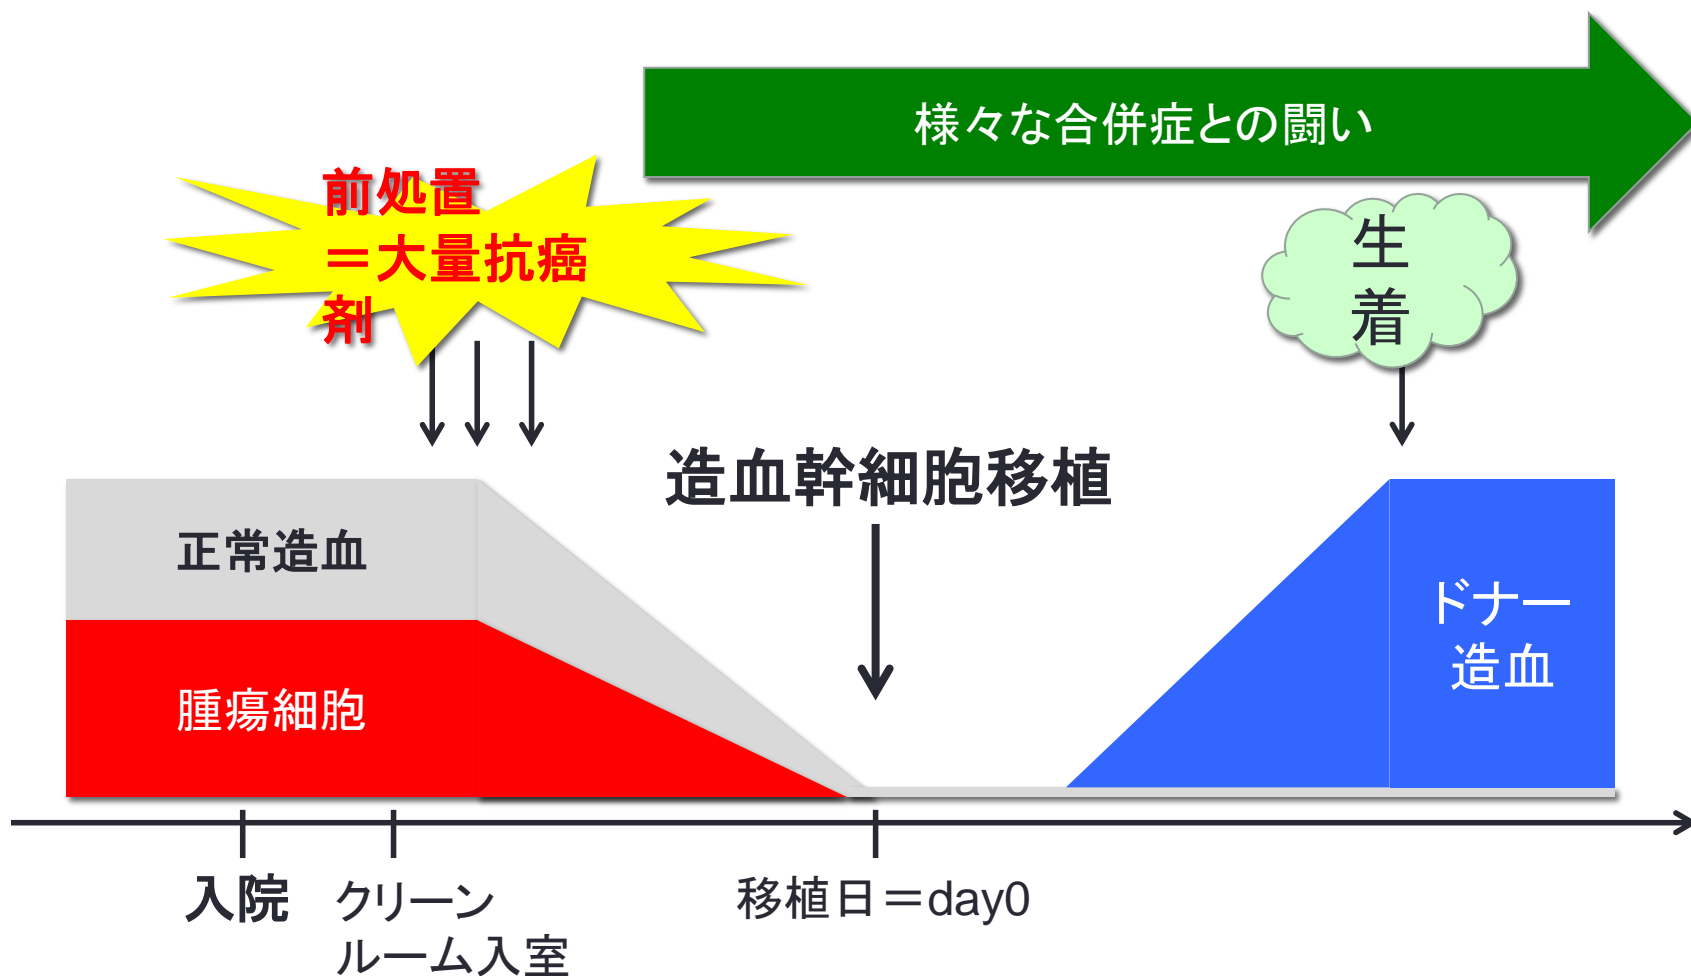 様々な合併症との闘い
前処置
＝大量抗癌
剤
生
着
造血幹細胞移植
正常造血
腫瘍細胞
ドナー
造血
入院
クリーン
ルーム入室
移植日＝day0